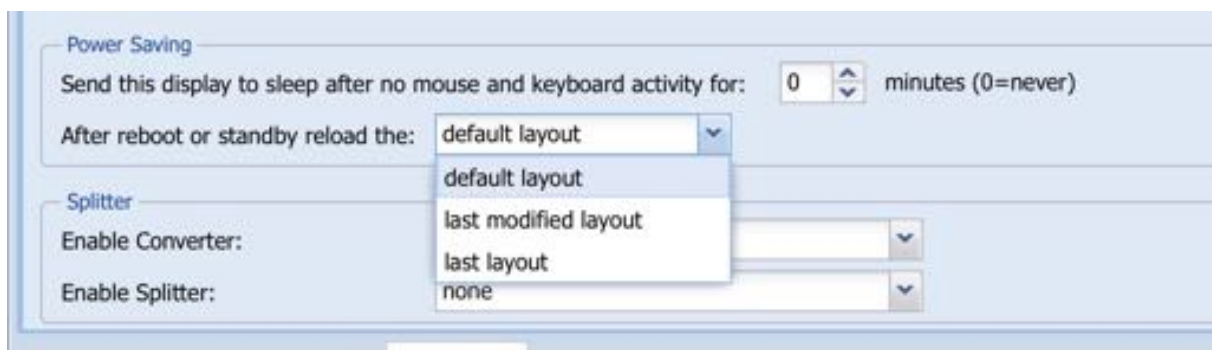 Power Saving
Send this display to sleep after no mouse and keyboard activity for: 0 minutes (0=never)
After reboot or standby reload the: default layout
default layout
last modified layout
last layout
Splitter
Enable Converter:
Enable Splitter: none